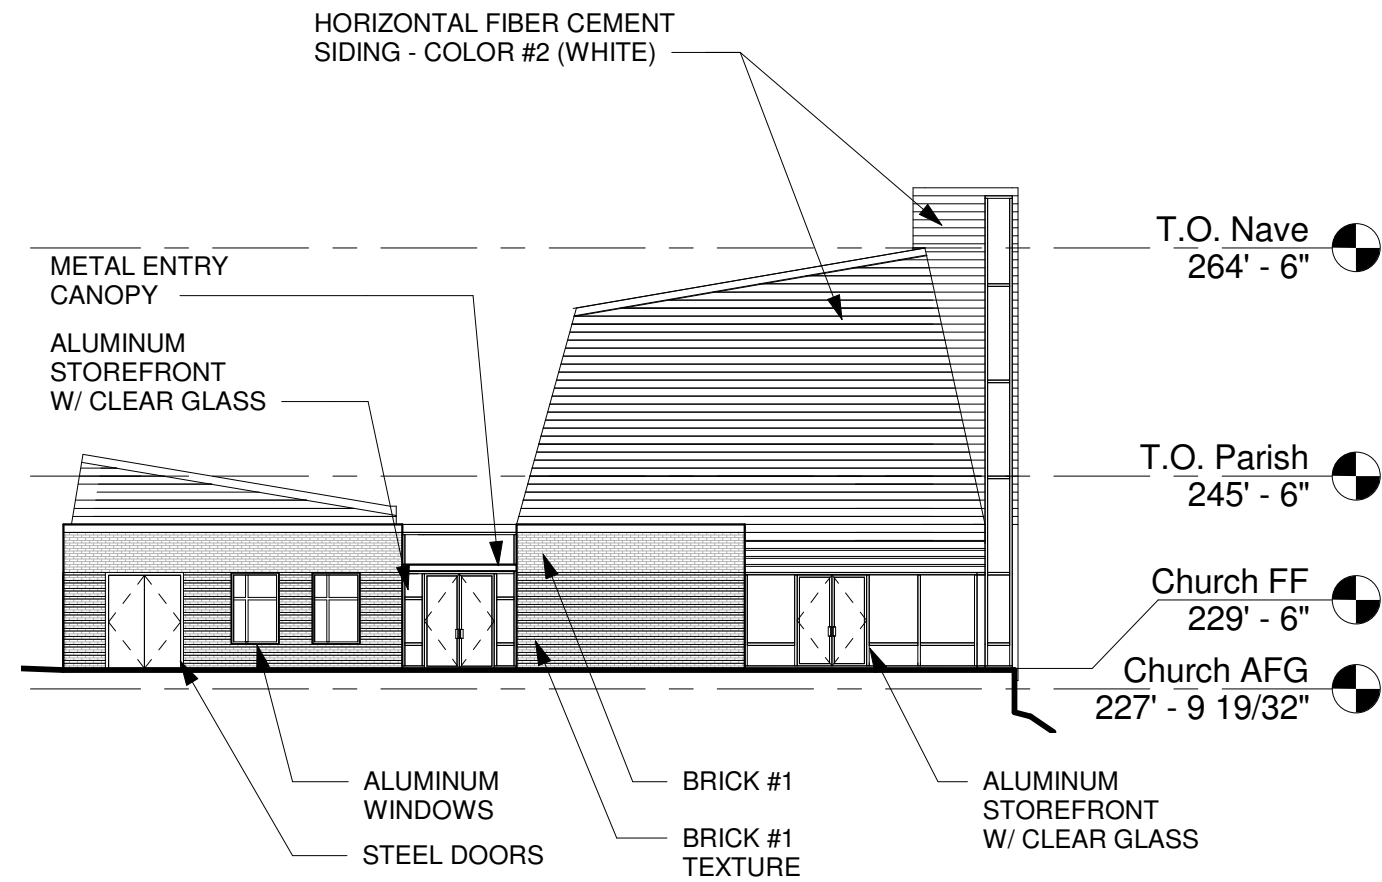 HORIZONTAL FIBER CEMENT
SIDING - COLOR #2 (WHITE)
T.O. Nave
264' - 6"
METAL ENTRY
CANOPY
ALUMINUM
STOREFRONT
W/ CLEAR GLASS
T.O. Parish
245' - 6"
Church FF
229' - 6"
Church AFG
227' - 9 19/32"
ALUMINUM
WINDOWS
STEEL DOORS
BRICK #1
BRICK #1
TEXTURE
ALUMINUM
STOREFRONT
W/ CLEAR GLASS